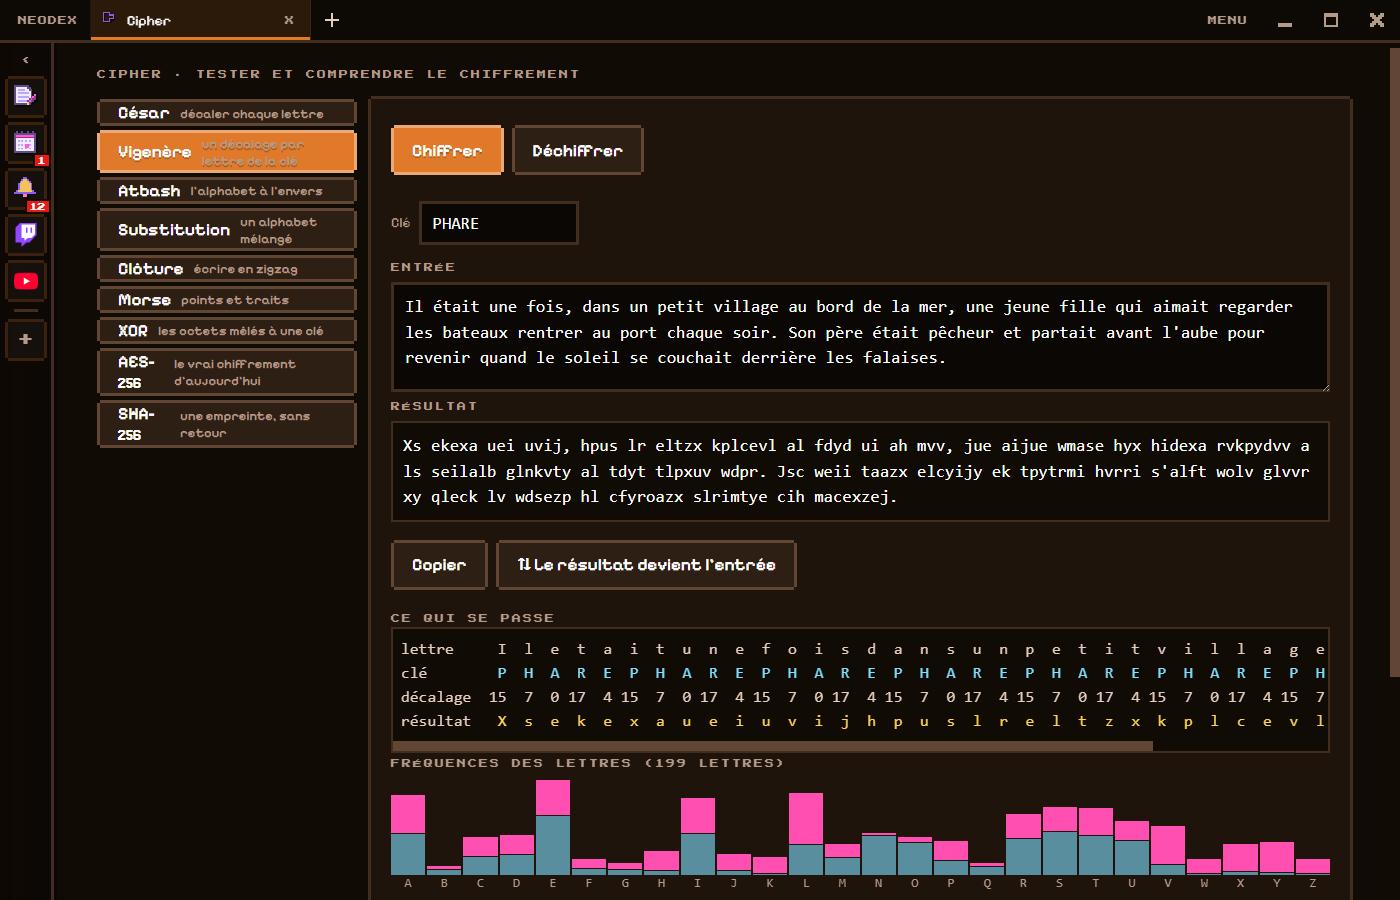 NEODEX
Cipher
MENU
CIPHER · TESTER ET COMPRENDRE LE CHIFFREMENT
César décaler chaque lettre
Vigenère un décalage par
lettre de la clé
Atbash l'alphabet à l'envers
Substitution un alphabet
mélangé
Clôture écrire en zigzag
Morse points et traits
XOR les octets mêlés à une clé
AES-
256 le vrai chiffrement
d'aujourd'hui
SHA-
256 une empreinte, sans
retour
1
12
Chiffrer Déchiffrer
Clé PHARE
ENTRÉE
Il était une fois, dans un petit village au bord de la mer, une jeune fille qui aimait regarder
les bateaux rentrer au port chaque soir. Son père était pêcheur et partait avant l'aube pour
revenir quand le soleil se couchait derrière les falaises.
RÉSULTAT
Xs ekexa uei uvij, hpus lr eltzx kplcevl al fdyd ui ah mvv, jue aijue wmase hyx hidexa rvkpydvv a
ls seilalb glnkvty al tdyt tlpxuv wdpr. Jsc weii taazx elcyijy ek tpytrmi hvrri s'alft wolv glvvr
xy qleck lv wdsezp hl cfyroazx slrimtye cih macexzej.
Copier ⇅ Le résultat devient l'entrée
CE QUI SE PASSE
lettre I l e t a i t u n e f o i s d a n s u n p e t i t v i l l a g e
clé P H A R E P H A R E P H A R E P H A R E P H A R E P H A R E P H
décalage 15 7 0 17 4 15 7 0 17 4 15 7 0 17 4 15 7 0 17 4 15 7 0 17 4 15 7 0 17 4 15 7
résultat X s e k e x a u e i u v i j h p u s l r e l t z x k p l c e v l
FRÉQUENCES DES LETTRES (199 LETTRES)
A B C D E F G H I J K L M N O P Q R S T U V W X Y Z